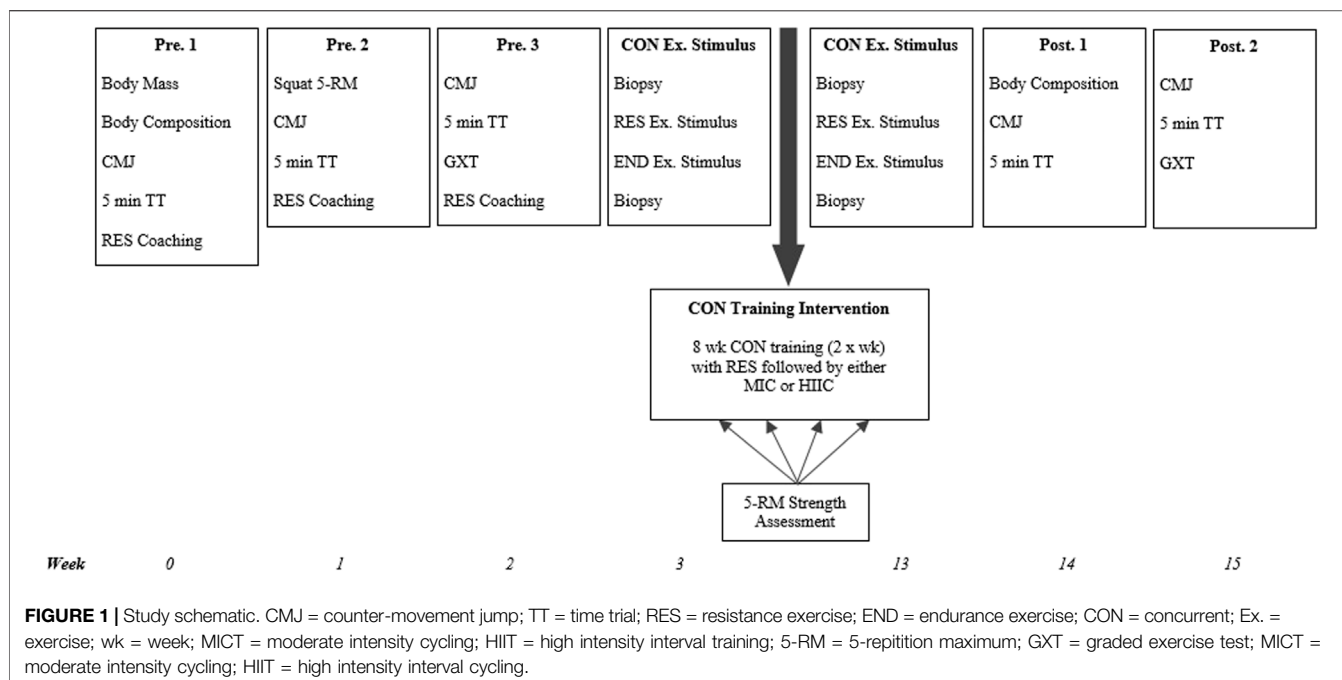 Pre. 1
Body Mass
Body Composition
CMJ
5 min TT
RES Coaching
Pre. 2
Squat 5-RM
CMJ
5 min TT
RES Coaching
Pre. 3
CMJ
5 min TT
GXT
RES Coaching
CON Ex. Stimulus
Biopsy
RES Ex. Stimulus
END Ex. Stimulus
Biopsy
CON Ex. Stimulus
Biopsy
RES Ex. Stimulus
END Ex. Stimulus
Biopsy
Post. 1
Body Composition
CMJ
5 min TT
Post. 2
CMJ
5 min TT
GXT
CON Training Intervention
8 wk CON training (2 x wk)
with RES followed by either
MIC or HIIC
5-RM Strength
Assessment
Week 0 1 2 3 13 14 15
FIGURE 1 | Study schematic. CMJ = counter-movement jump; TT = time trial; RES = resistance exercise; END = endurance exercise; CON = concurrent; Ex. =
exercise; wk = week; MICT = moderate intensity cycling; HIIT = high intensity interval training; 5-RM = 5-repitition maximum; GXT = graded exercise test; MICT =
moderate intensity cycling; HIIT = high intensity interval cycling.